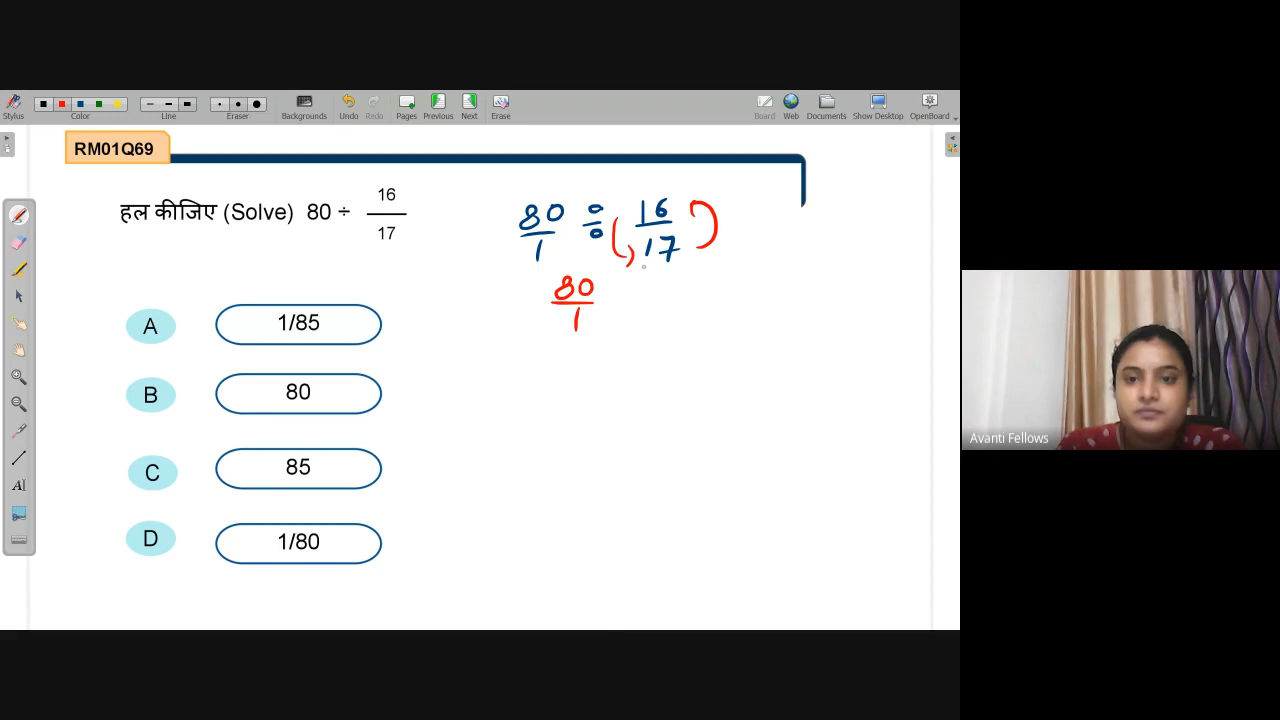 Stylus Color Line Eraser Backgrounds Undo Redo Pages Previous Next Erase Board Web Documents Show Desktop OpenBoard
RM01Q69
हल कीजिए (Solve) 80 ÷ 16/17
80/1 ÷ 16/17
80/1
A 1/85
B 80
C 85
D 1/80
Avanti Fellows